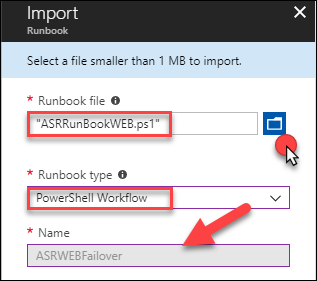 Import
Runbook
Select a file smaller than 1 MB to import.
* Runbook file
"ASRRunBookWEB.ps1"
* Runbook type
PowerShell Workflow
* Name
ASRWEBFailover